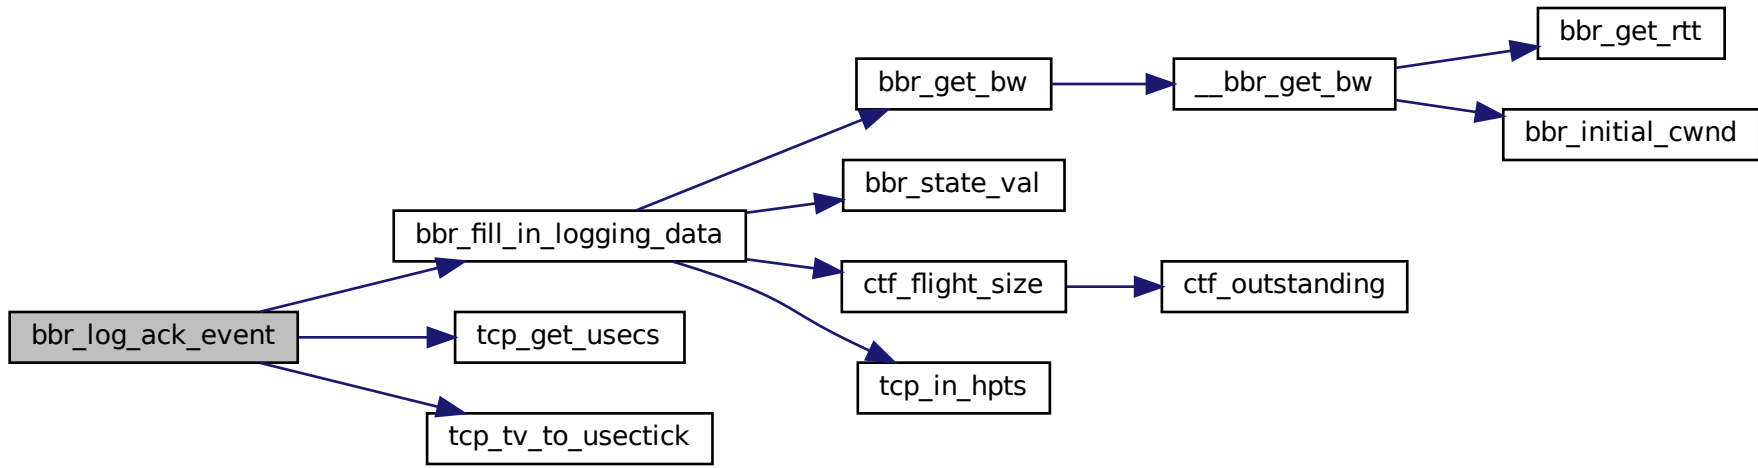 bbr_get_rtt
bbr_get_bw
__bbr_get_bw
bbr_initial_cwnd
bbr_state_val
bbr_fill_in_logging_data
ctf_flight_size
ctf_outstanding
bbr_log_ack_event
tcp_get_usecs
tcp_in_hpts
tcp_tv_to_usectick